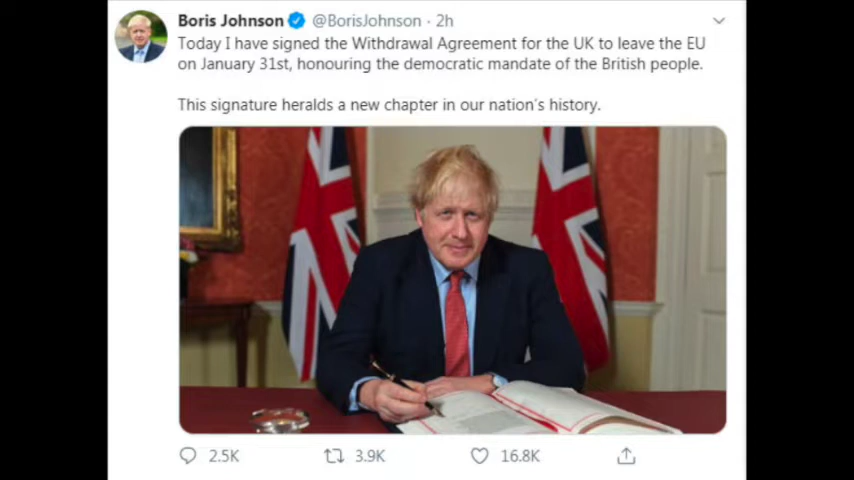 Boris Johnson @BorisJohnson · 2h
Today I have signed the Withdrawal Agreement for the UK to leave the EU
on January 31st, honouring the democratic mandate of the British people.
This signature heralds a new chapter in our nation's history.
2.5K 3.9K 16.8K